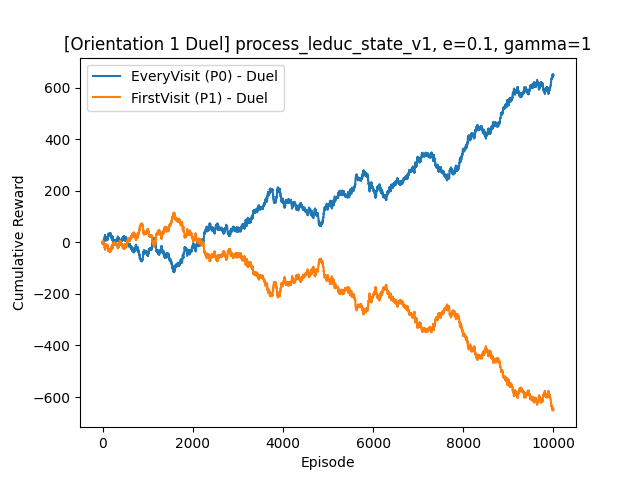 [Orientation 1 Duel] process_leduc_state_v1, e=0.1, gamma=1
EveryVisit (P0) - Duel
FirstVisit (P1) - Duel
Cumulative Reward
600
400
200
0
−200
−400
−600
0 2000 4000 6000 8000 10000
Episode